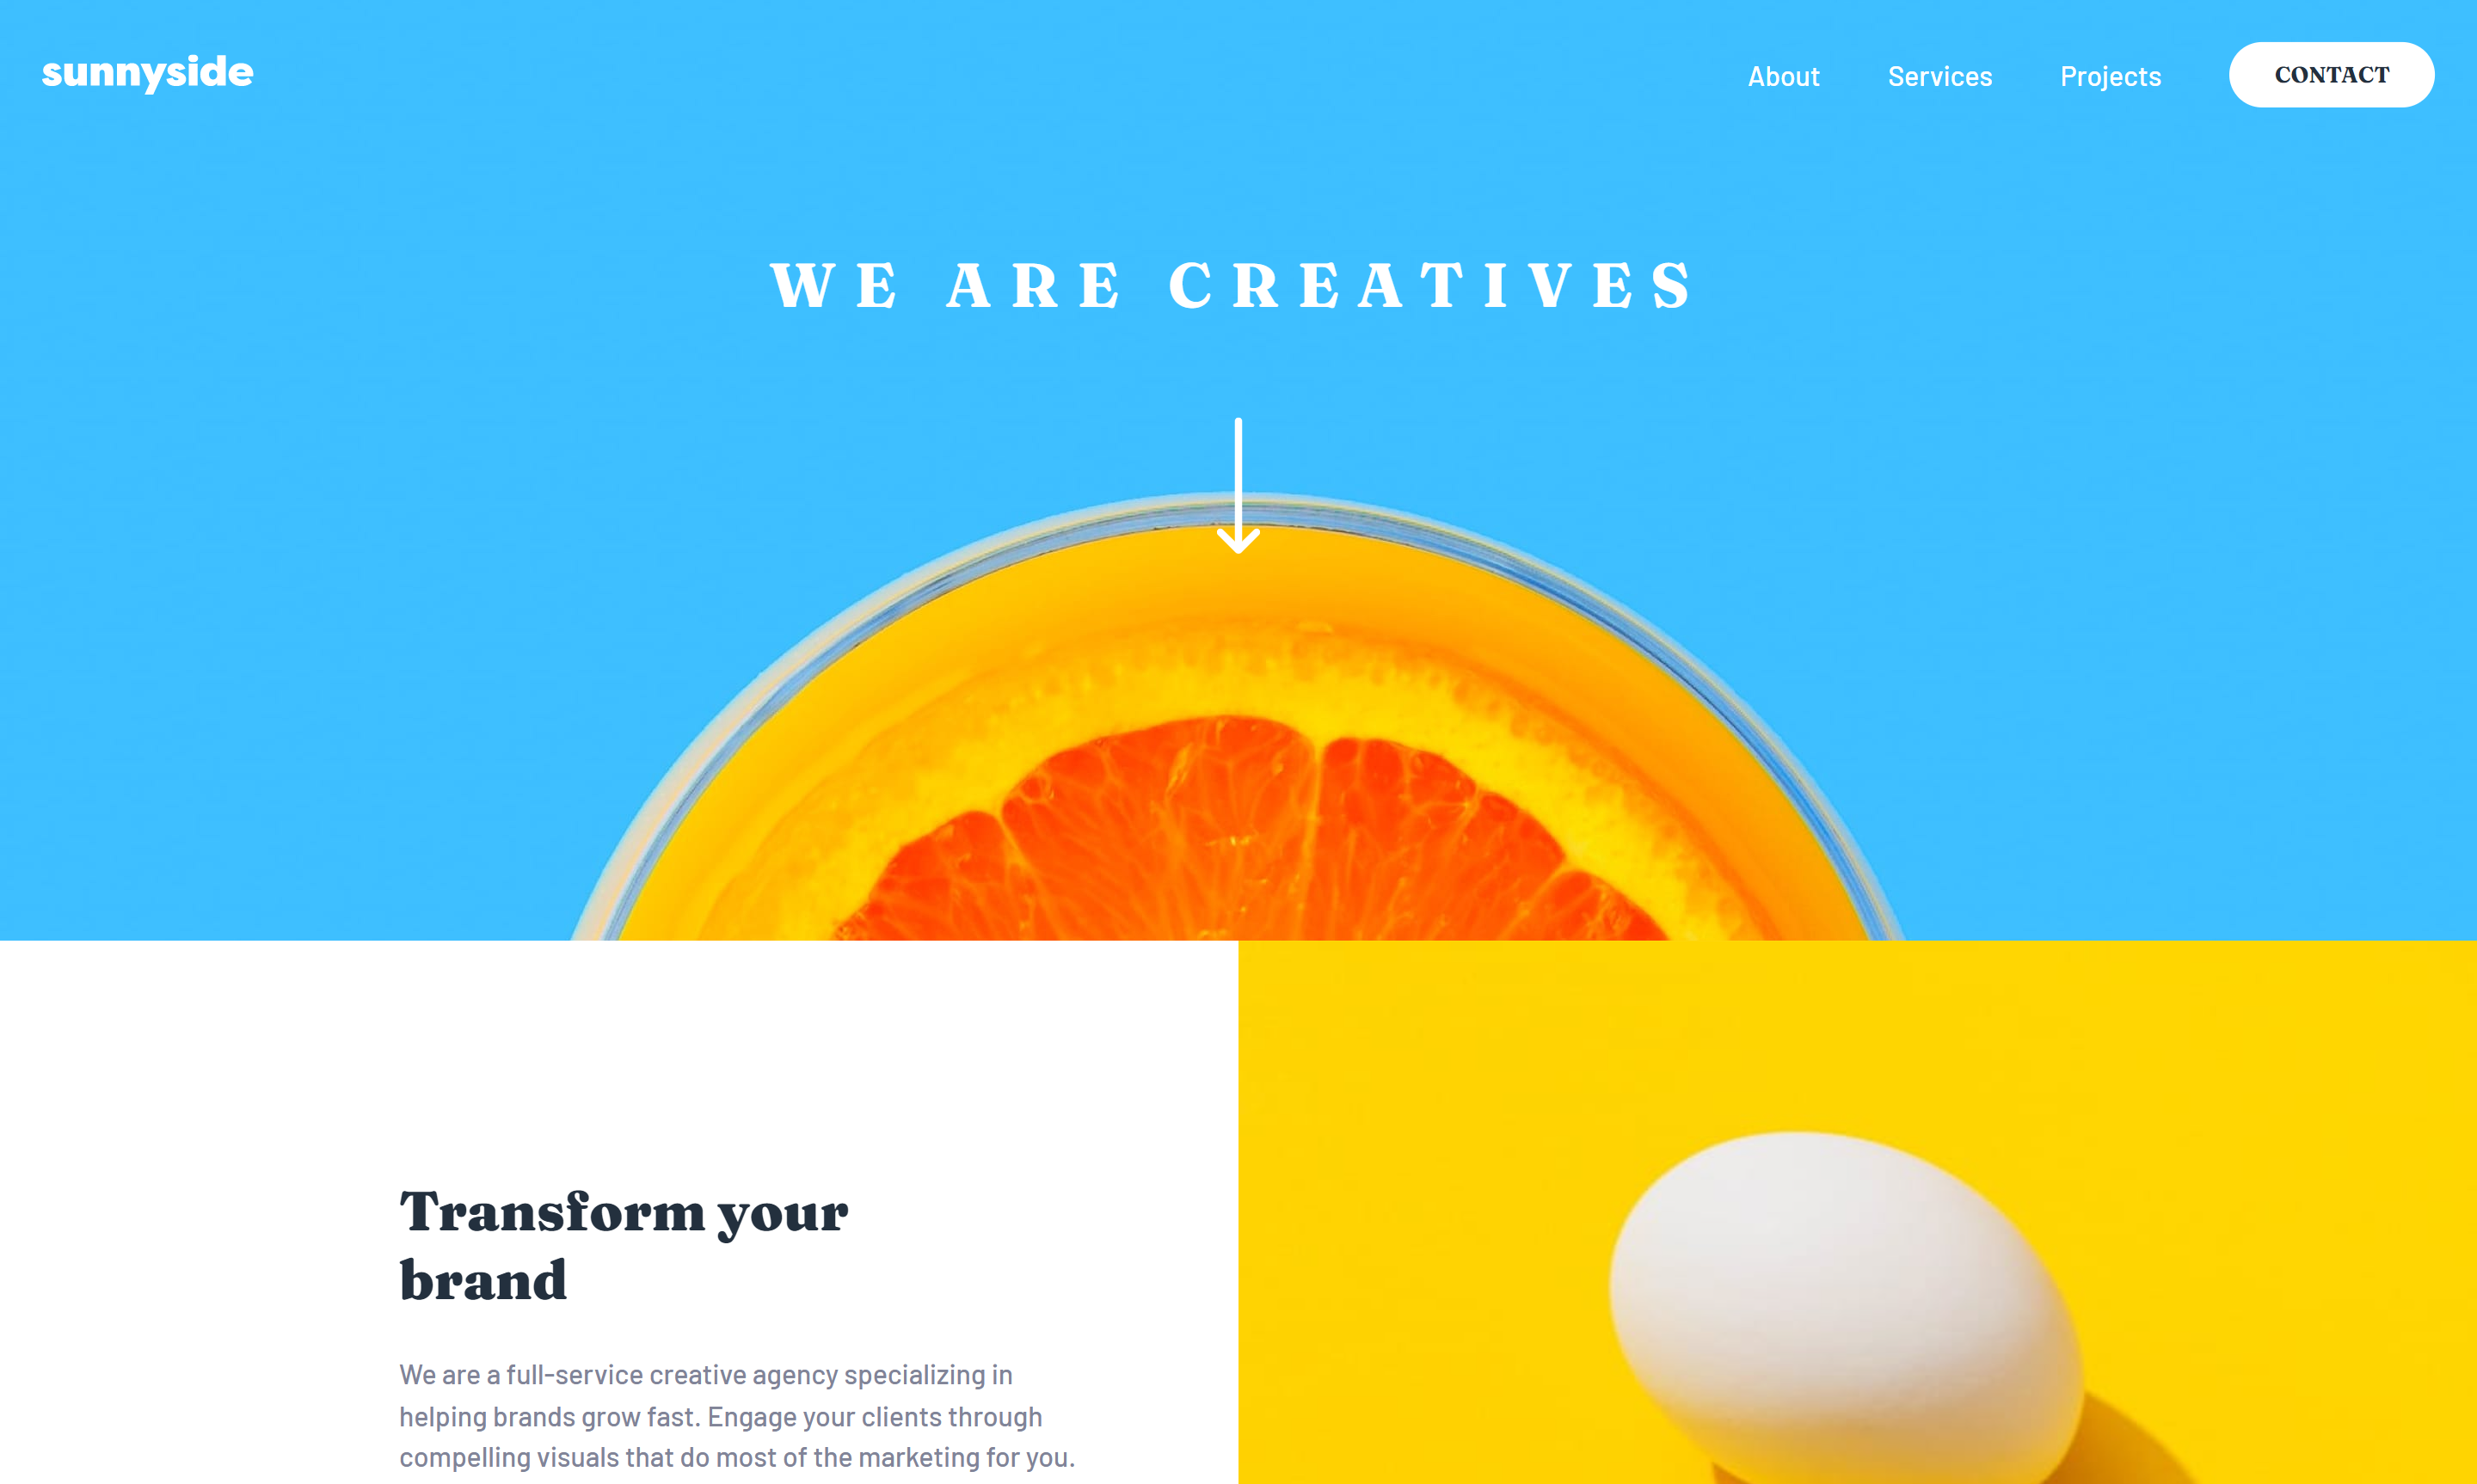 sunnyside
About Services Projects CONTACT
WE ARE CREATIVES
Transform your
brand
We are a full-service creative agency specializing in
helping brands grow fast. Engage your clients through
compelling visuals that do most of the marketing for you.